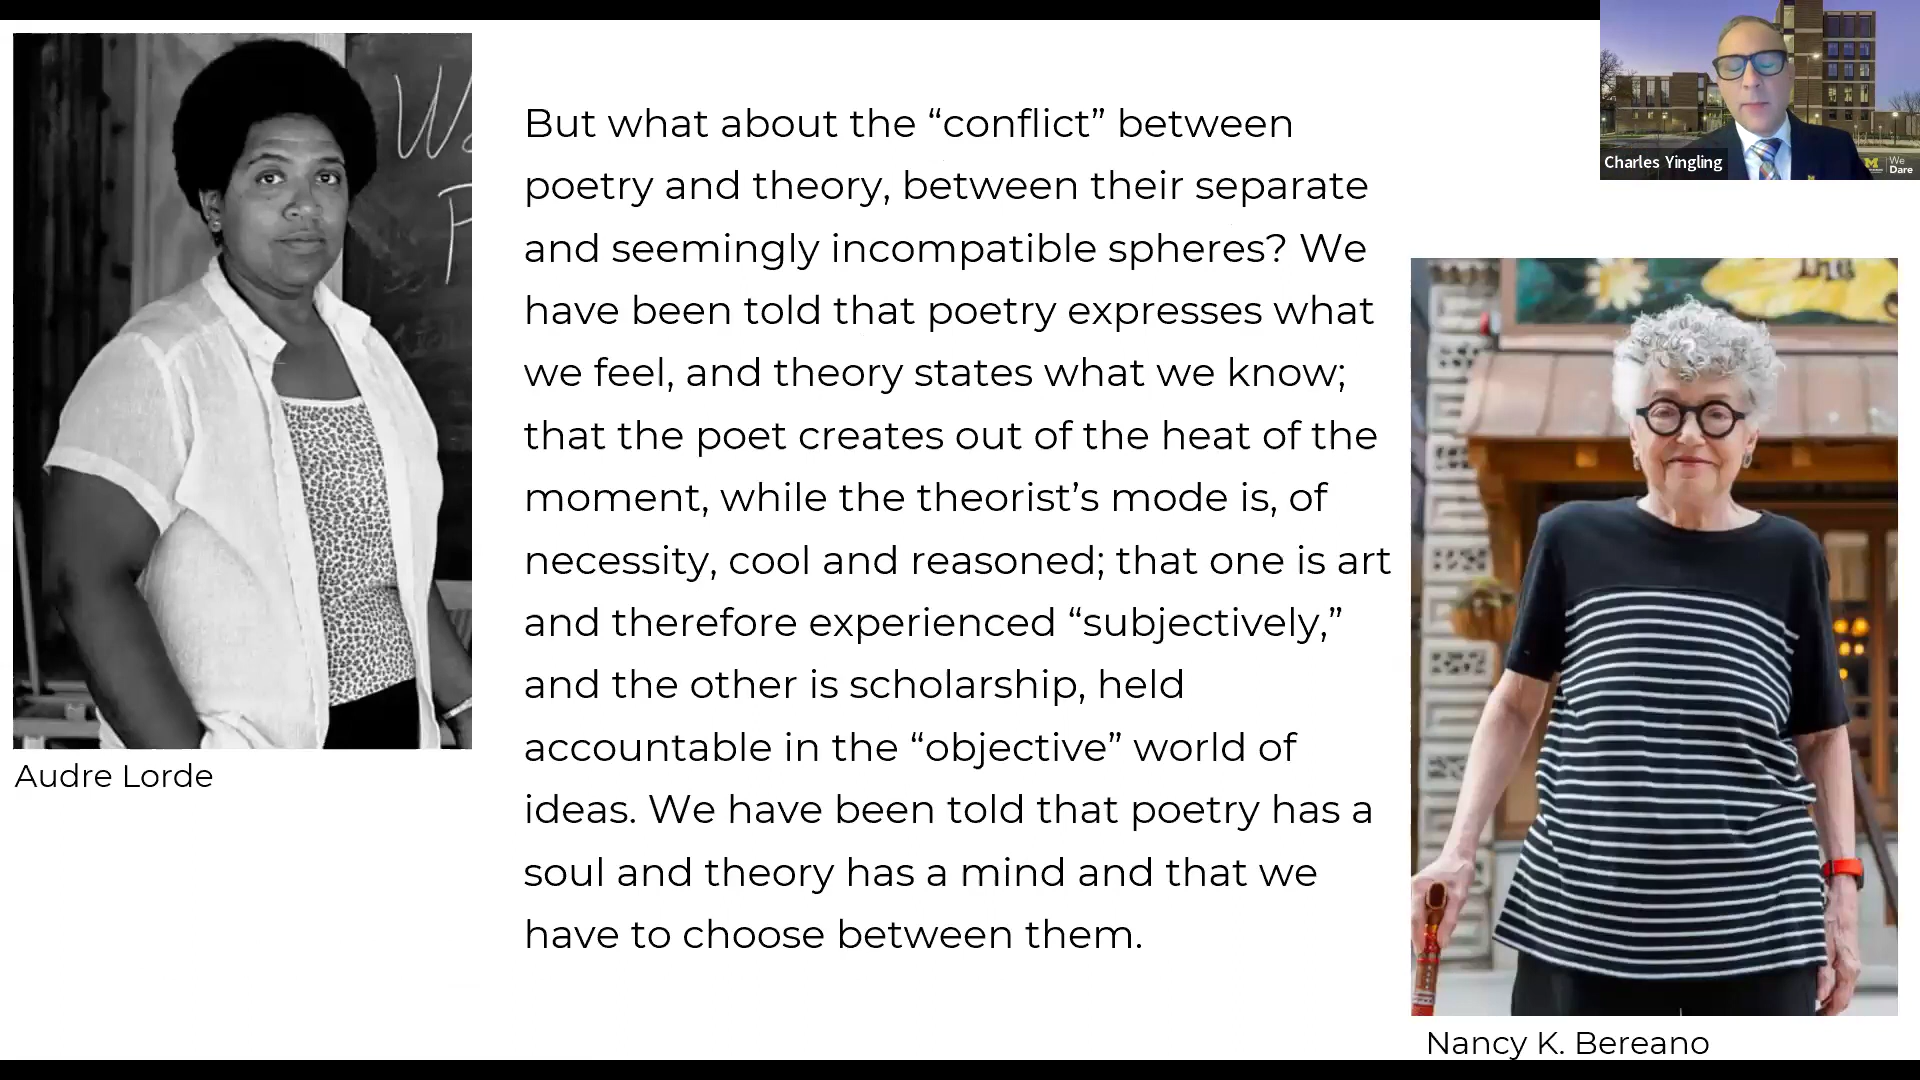 But what about the “conflict” between
poetry and theory, between their separate
and seemingly incompatible spheres? We
have been told that poetry expresses what
we feel, and theory states what we know;
that the poet creates out of the heat of the
moment, while the theorist’s mode is, of
necessity, cool and reasoned; that one is art
and therefore experienced “subjectively,”
and the other is scholarship, held
accountable in the “objective” world of
ideas. We have been told that poetry has a
soul and theory has a mind and that we
have to choose between them.
Audre Lorde
Nancy K. Bereano
Charles Yingling
M
We
Dare